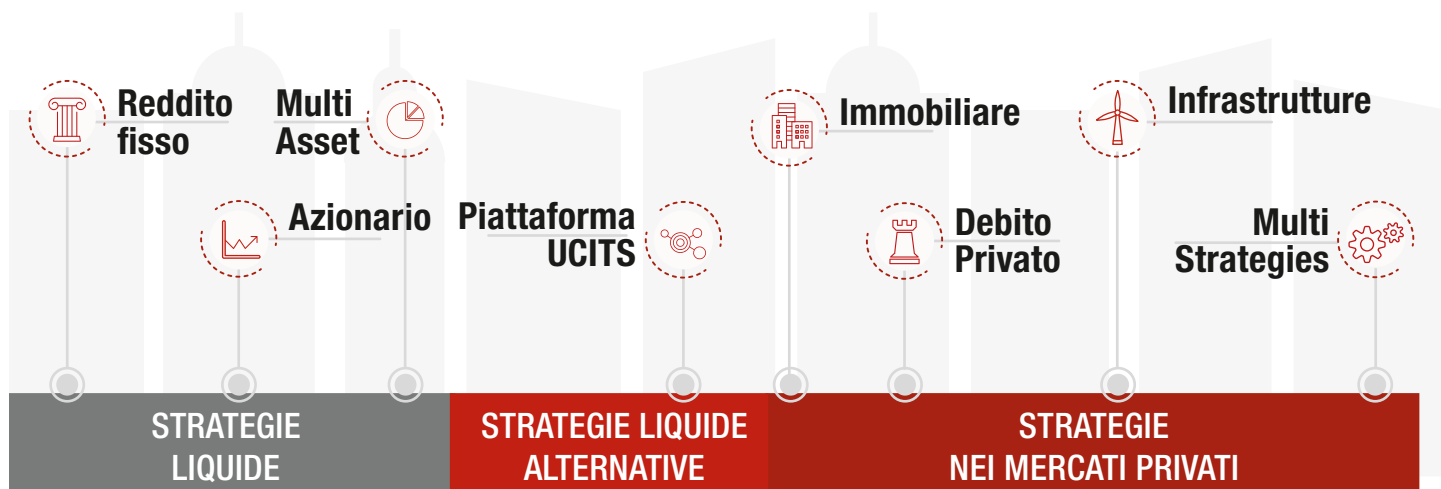 Reddito
fisso
Multi
Asset
Azionario
Piattaforma
UCITS
Immobiliare
Debito
Privato
Infrastrutture
Multi
Strategies
STRATEGIE
LIQUIDE
STRATEGIE LIQUIDE
ALTERNATIVE
STRATEGIE
NEI MERCATI PRIVATI